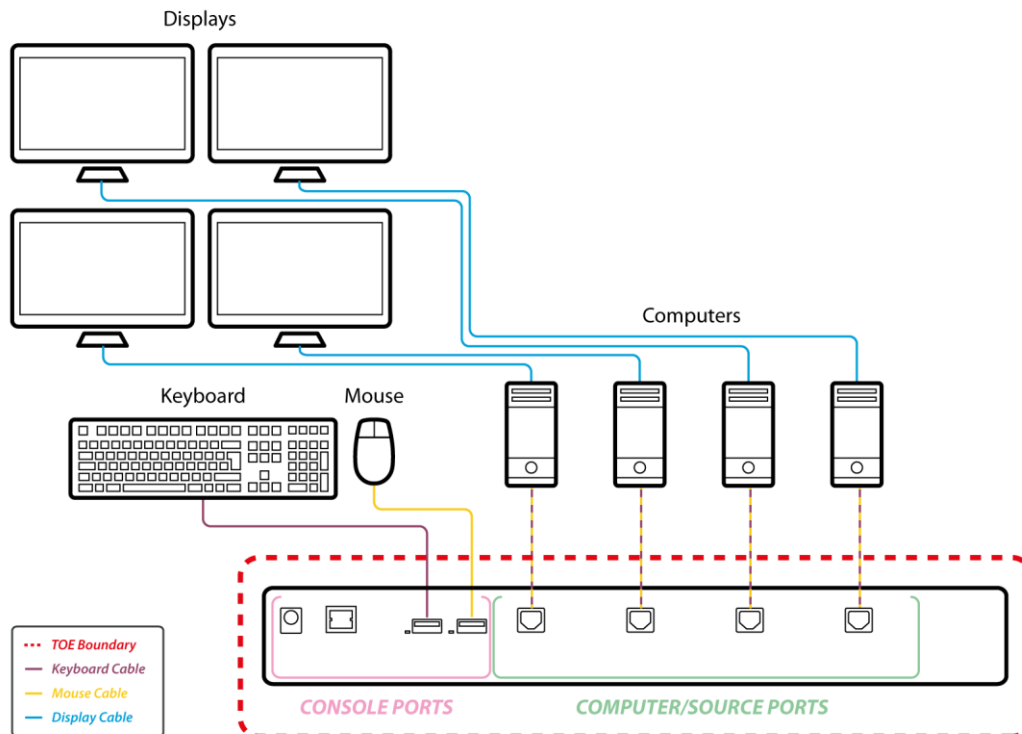 Displays
Computers
Keyboard
Mouse
TOE Boundary
Keyboard Cable
Mouse Cable
Display Cable
CONSOLE PORTS
COMPUTER/SOURCE PORTS